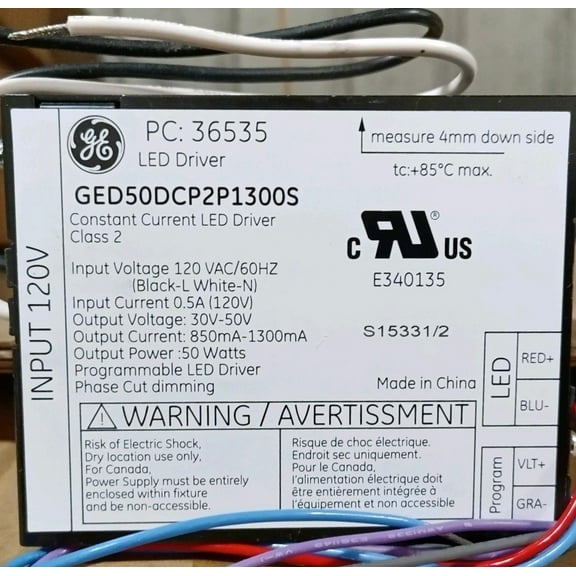 GE
PC: 36535
LED Driver
measure 4mm down side
tc:+85°C max.
GED50DCP2P1300S
Constant Current LED Driver
Class 2
Input Voltage 120 VAC/60HZ
(Black-L White-N)
Input Current 0.5A (120V)
Output Voltage: 30V-50V
Output Current: 850mA-1300mA
Output Power :50 Watts
Programmable LED Driver
Phase Cut dimming
INPUT 120V
c RU ® US
E340135
S15331/2
Made in China
LED
RED+
BLU-
Program
VLT+
GRA-
WARNING / AVERTISSMENT
Risk of Electric Shock,
Dry location use only,
For Canada,
Power Supply must be entirely
enclosed within fixture
and be non-accessible.
Risque de choc électrique.
Endroit sec uniquement.
Pour le Canada,
l'alimentation électrique doit
être entièrement intégrée à
l'équipement et non accessible